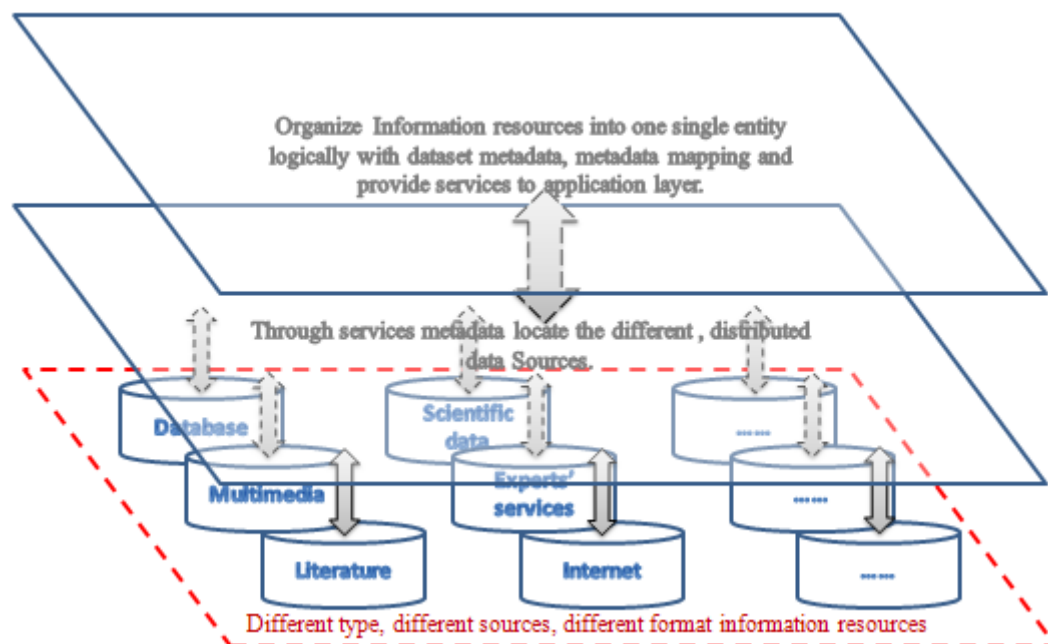 Organize Information resources into one single entity
logically with dataset metadata, metadata mapping and
provide services to application layer.
Through services metadata locate the different , distributed
data Sources.
Database
Scientific
data
......
Multimedia
Experts'
services
......
Literature
Internet
......
Different type, different sources, different format information resources